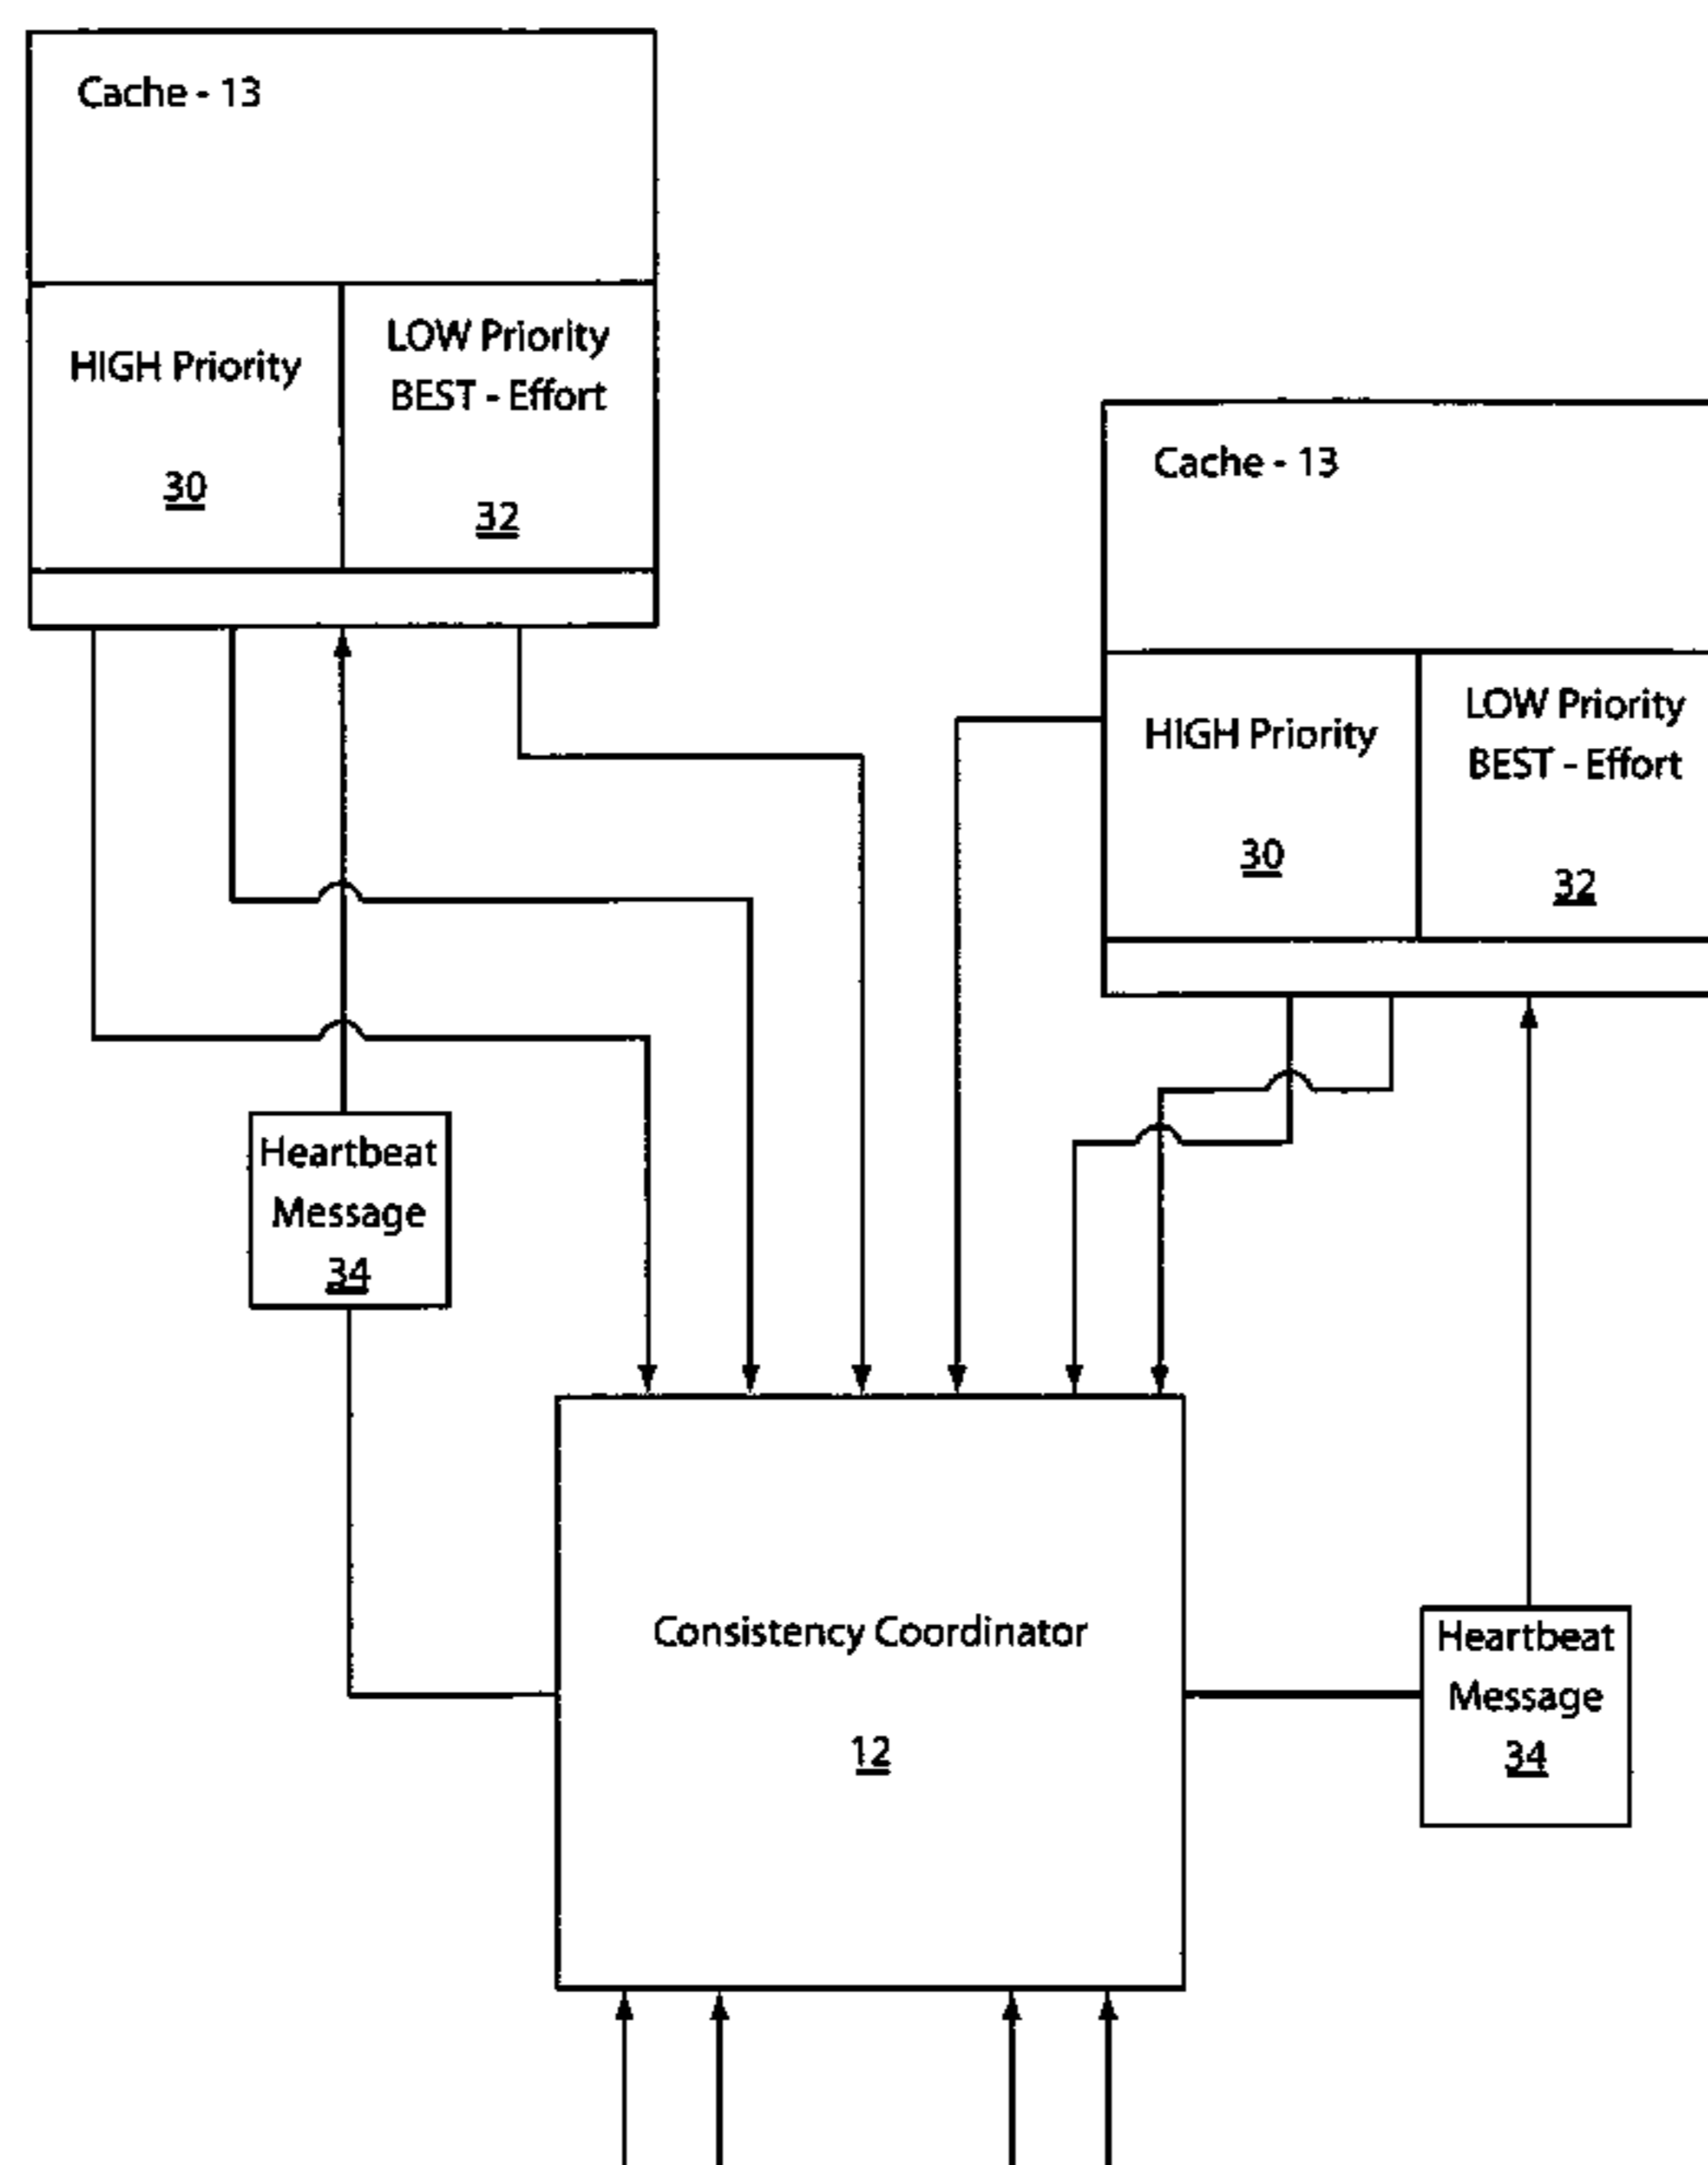 Cache - 13
HIGH Priority
30
LOW Priority
BEST - Effort
32
Cache - 13
HIGH Priority
30
LOW Priority
BEST - Effort
32
Heartbeat
Message
34
Consistency Coordinator
12
Heartbeat
Message
34